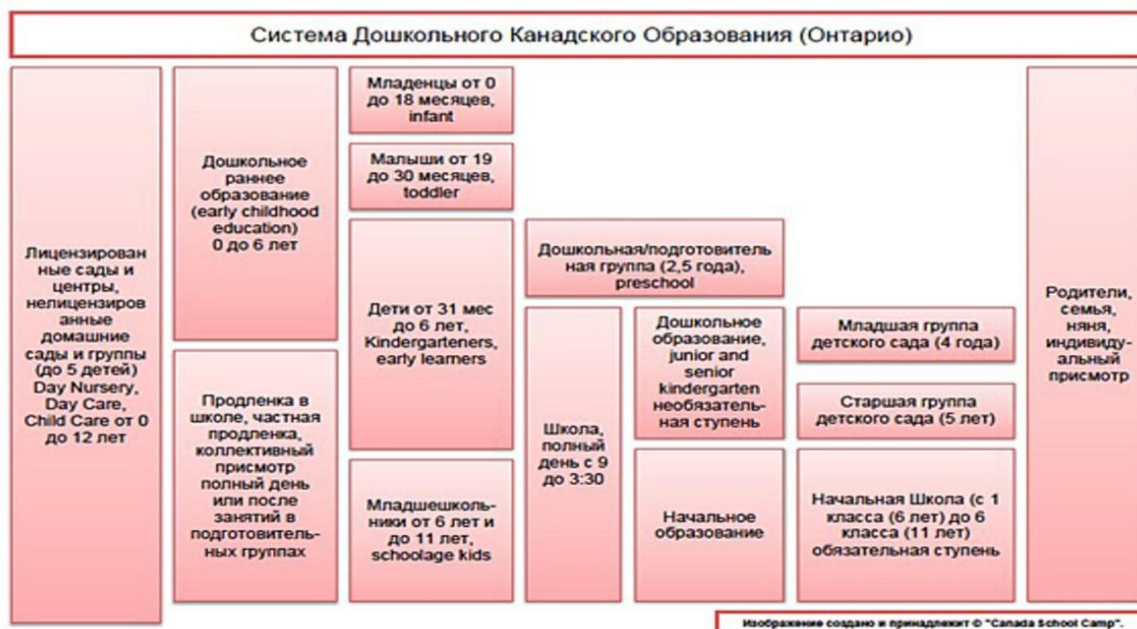 Система Дошкольного Канадского Образования (Онтарио)
Лицензирован
ные сады и
центры,
нелицензиров
анные
домашние
сады и группы
(до 5 детей)
Day Nursery,
Day Care,
Child Care от 0
до 12 лет
Дошкольное
раннее
образование
(early childhood
education)
0 до 6 лет
Продленка в
школе, частная
продленка,
коллективный
присмотр
полный день
или после
занятий в
подготовитель-
ных группах
Младенцы от 0
до 18 месяцев,
infant
Малыши от 19
до 30 месяцев,
toddler
Дети от 31 мес
до 6 лет,
Kindergarteners,
early learners
Младшешколь-
ники от 6 лет и
до 11 лет,
schoolage kids
Дошкольная/подготовитель
ная группа (2,5 года),
preschool
Школа,
полный
день с 9
до 3:30
Дошкольное
образование,
junior and
senior
kindergarten
необязатель-
ная ступень
Начальное
образование
Младшая группа
детского сада (4 года)
Старшая группа
детского сада (5 лет)
Начальная Школа (с 1
класса (6 лет) до 6
класса (11 лет)
обязательная ступень
Родители,
семья,
няня,
индивиду-
альный
присмотр
Изображение создано и принадлежит © "Canada School Camp".